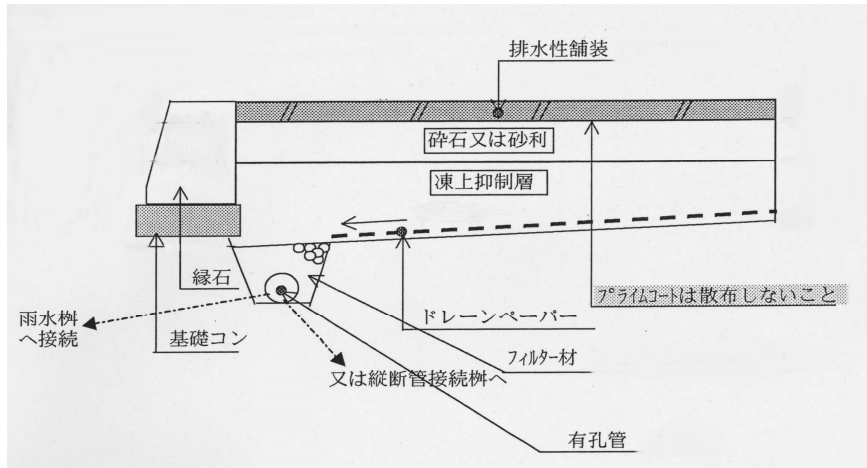 排水性舗装
砕石又は砂利
凍上抑制層
縁石
プライムコートは散布しないこと
雨水桝
へ接続
基礎コン
ドレーンペーパー
フィルター材
又は縦断管接続桝へ
有孔管